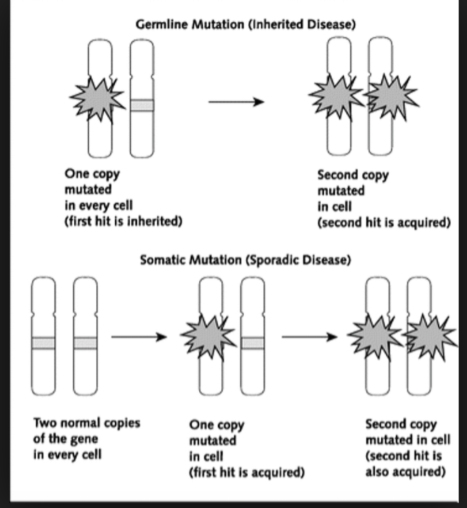 Germline Mutation (Inherited Disease)
One copy
mutated
in every cell
(first hit is inherited)
Second copy
mutated
in cell
(second hit is acquired)
Somatic Mutation (Sporadic Disease)
Two normal copies
of the gene
in every cell
One copy
mutated
in cell
(first hit is acquired)
Second copy
mutated in cell
(second hit is
also acquired)